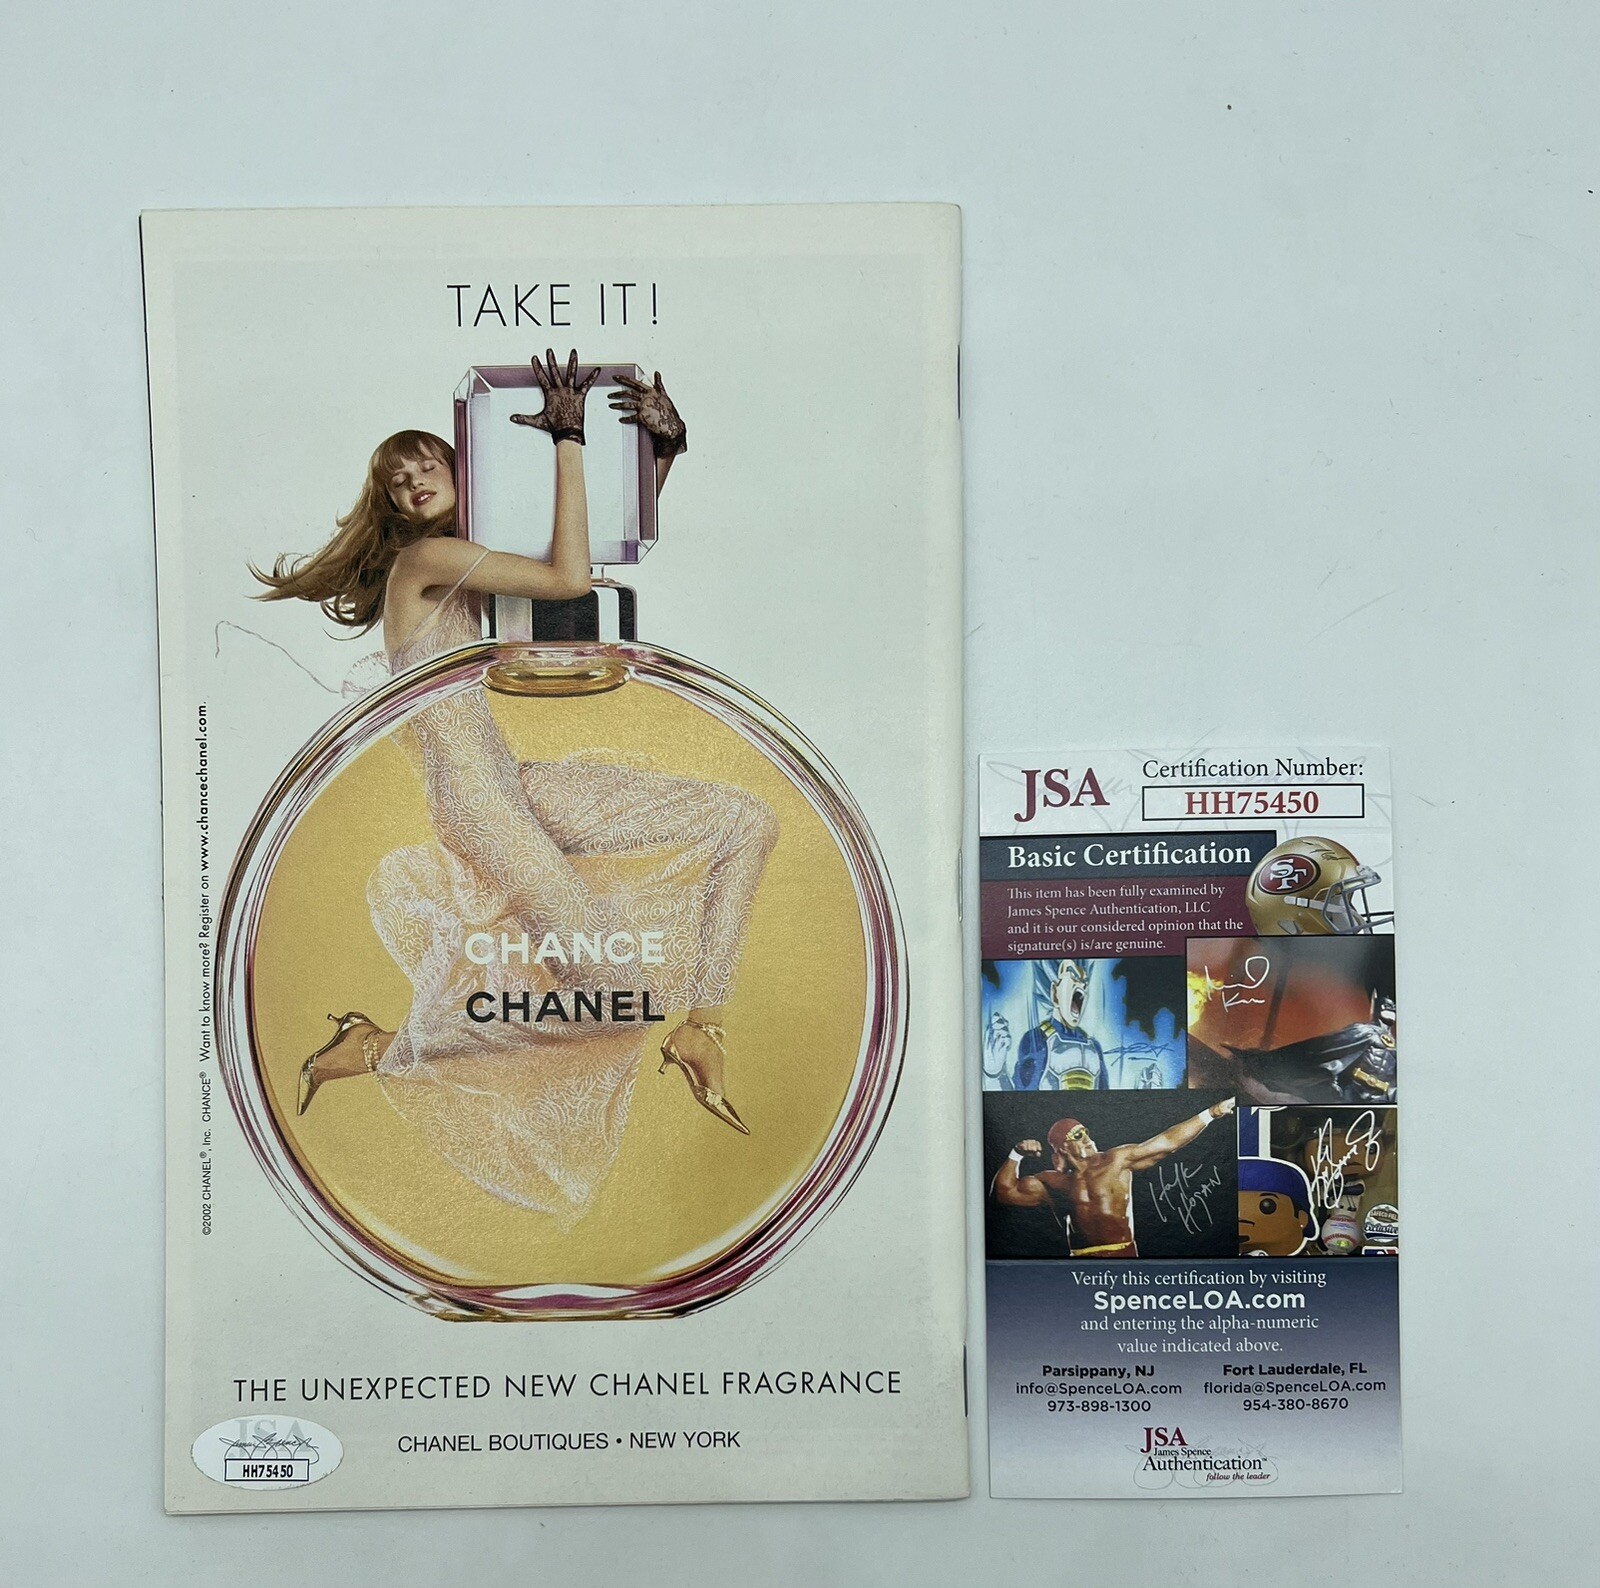 TAKE IT!
CHANCE
CHANEL
©2002 CHANEL®, Inc. CHANCE® Want to know more? Register on www.chancechanel.com.
THE UNEXPECTED NEW CHANEL FRAGRANCE
CHANEL BOUTIQUES • NEW YORK
JSA
HH75450
JSA
Certification Number:
HH75450
Basic Certification
This item has been fully examined by
James Spence Authentication, LLC
and it is our considered opinion that the
signature(s) is/are genuine.
SF
Hulk
HOGAN
Verify this certification by visiting
SpenceLOA.com
and entering the alpha-numeric
value indicated above.
Parsippany, NJ
info@SpenceLOA.com
973-898-1300
Fort Lauderdale, FL
florida@SpenceLOA.com
954-380-8670
JSA
James Spence
Authentication™
follow the leader